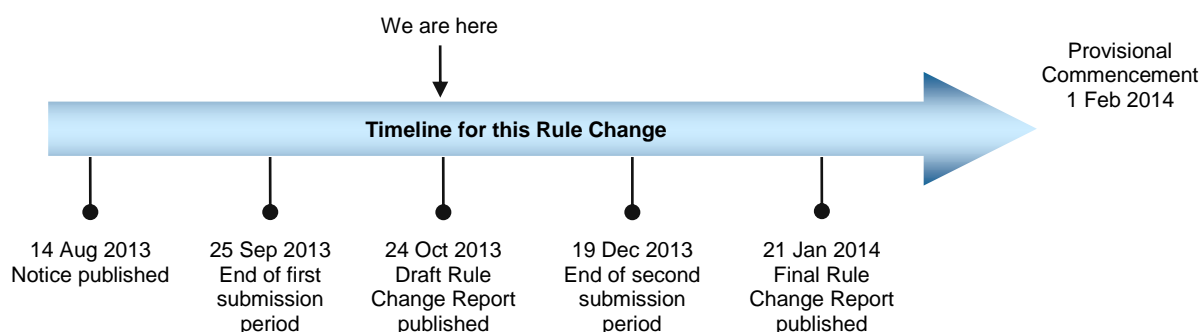 We are here
Provisional
Commencement
1 Feb 2014
Timeline for this Rule Change
14 Aug 2013
Notice published
25 Sep 2013
End of first
submission
period
24 Oct 2013
Draft Rule
Change Report
published
19 Dec 2013
End of second
submission
period
21 Jan 2014
Final Rule
Change Report
published